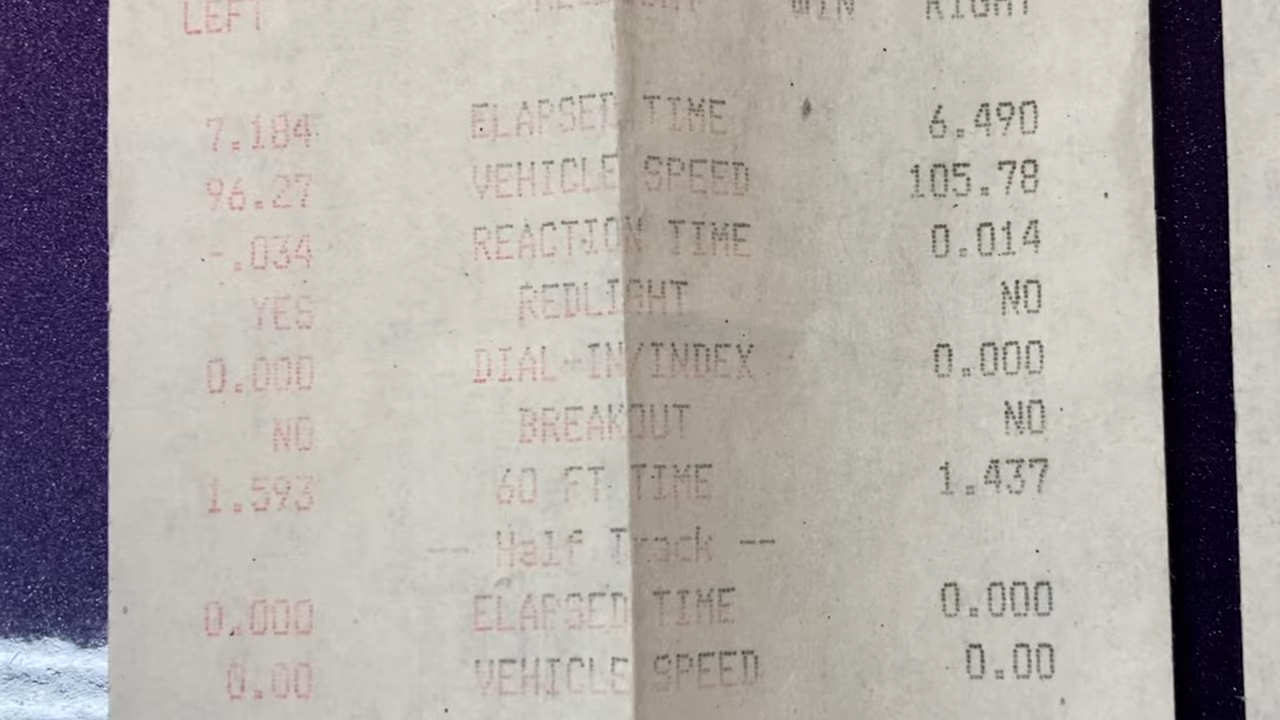 LEFT WIN RIGHT
7.184 ELAPSED TIME 6.490
96.27 VEHICLE SPEED 105.78
-.034 REACTION TIME 0.014
YES REDLIGHT NO
0.000 DIAL-IN/INDEX 0.000
NO BREAKOUT NO
1.593 60 FT TIME 1.437
-- Half Track --
0.000 ELAPSED TIME 0.000
0.00 VEHICLE SPEED 0.00